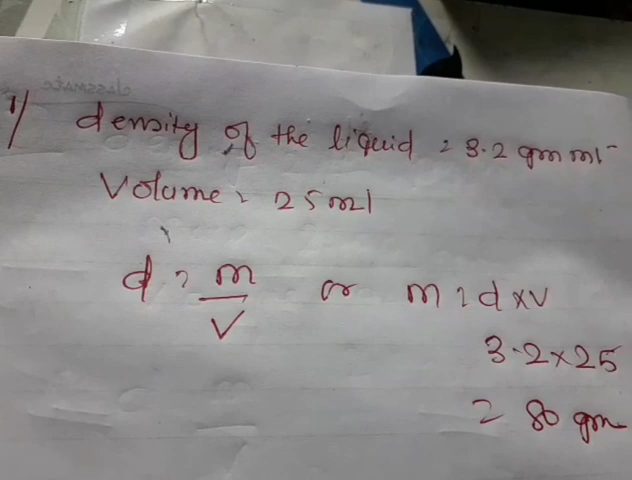 1/ density of the liquid = 3.2 gm ml⁻
Volume = 25 ml
d = m/V or m = d×v
3.2×25
= 80 gm